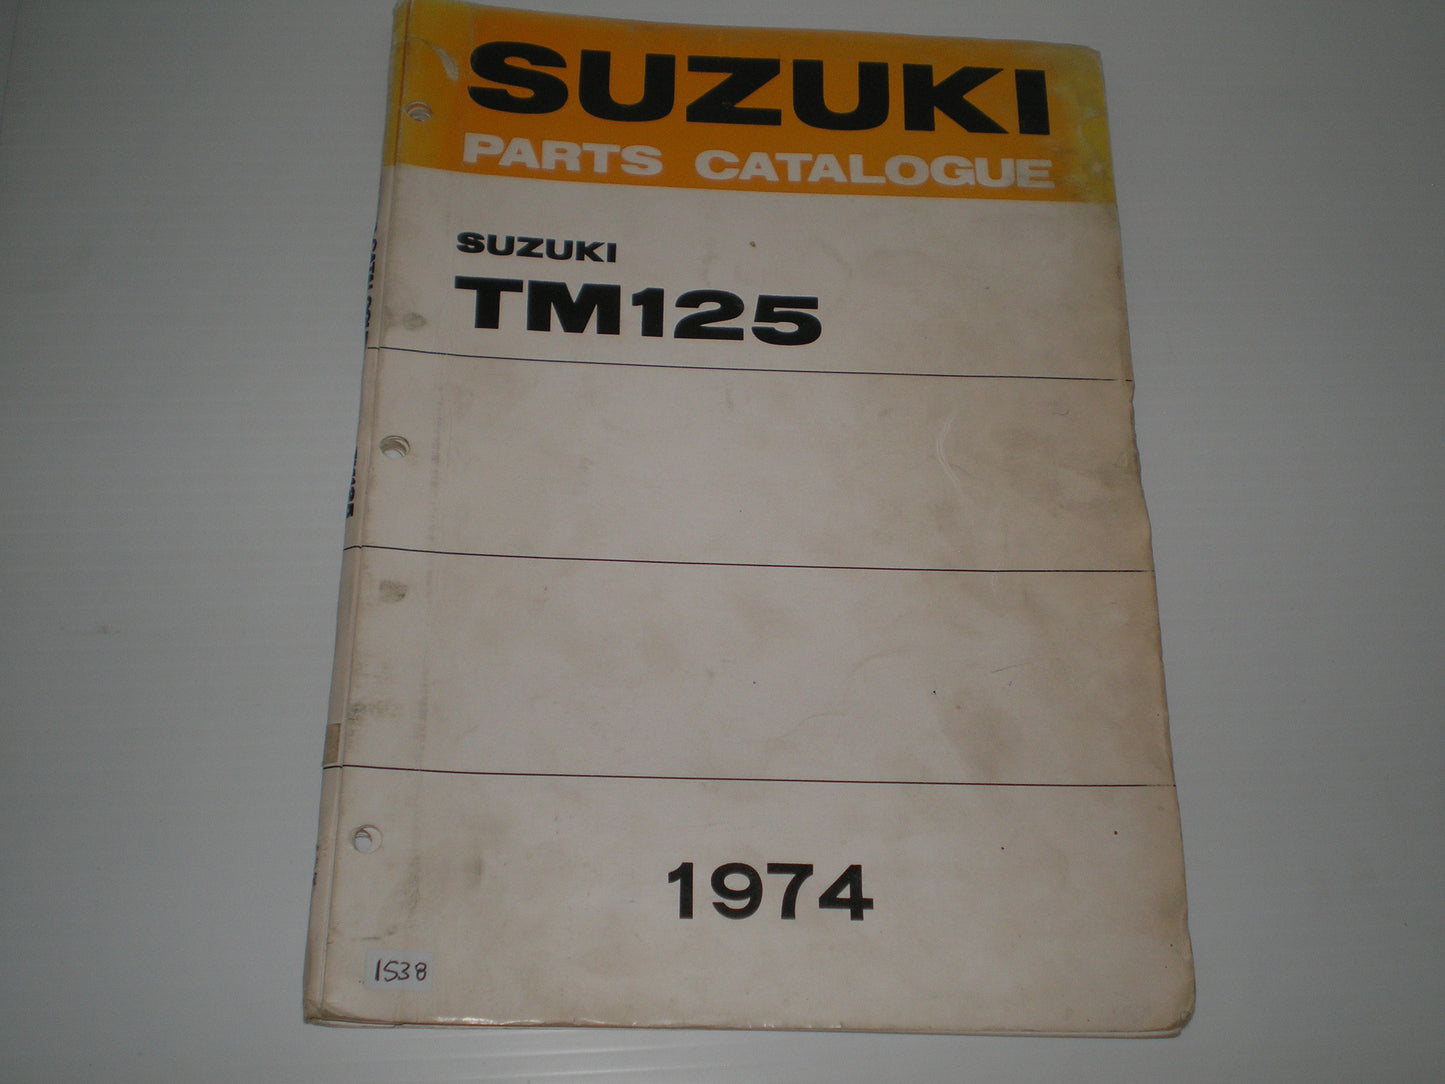 SUZUKI
PARTS CATALOGUE
SUZUKI
TM125
1974
1538